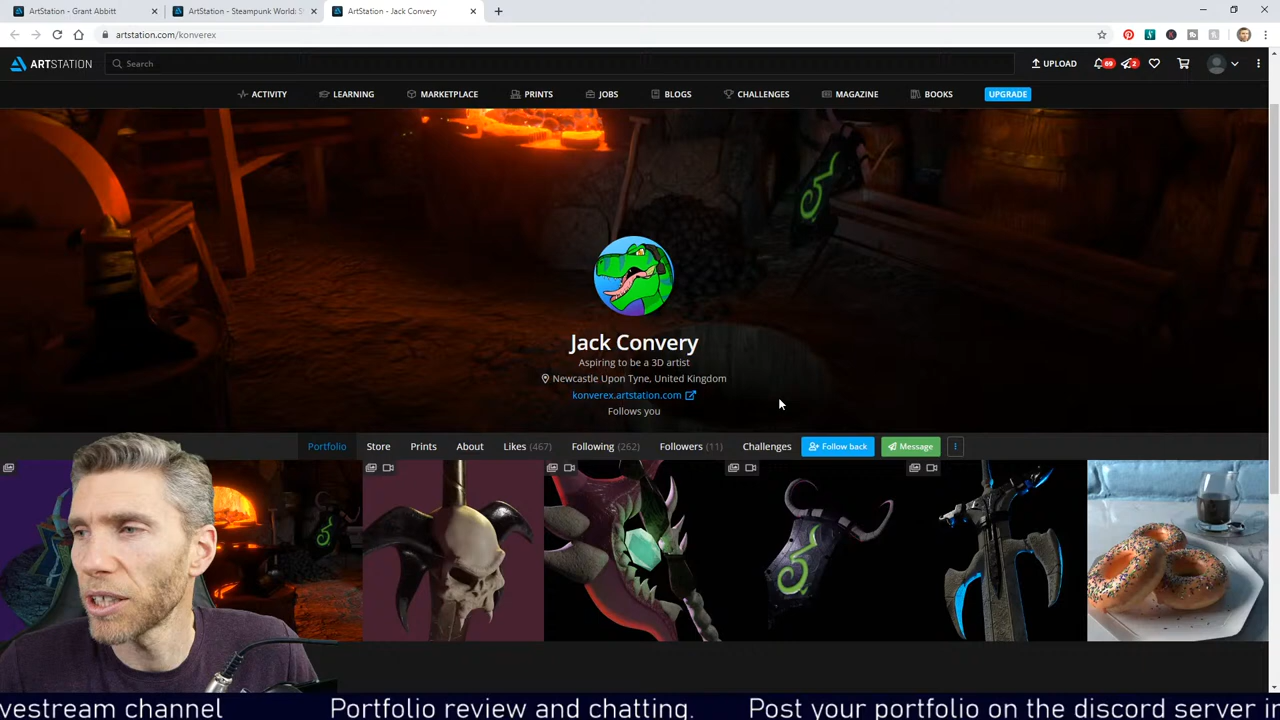 ArtStation - Grant Abbitt
ArtStation - Steampunk World: S
ArtStation - Jack Convery
artstation.com/konverex
ARTSTATION
Search
UPLOAD
69
2
ACTIVITY
LEARNING
MARKETPLACE
PRINTS
JOBS
BLOGS
CHALLENGES
MAGAZINE
BOOKS
UPGRADE
Jack Convery
Aspiring to be a 3D artist
Newcastle Upon Tyne, United Kingdom
konverex.artstation.com
Follows you
Portfolio
Store
Prints
About
Likes (467)
Following (262)
Followers (11)
Challenges
Follow back
Message
vestream channel
Portfolio review and chatting.
Post your portfolio on the discord server in